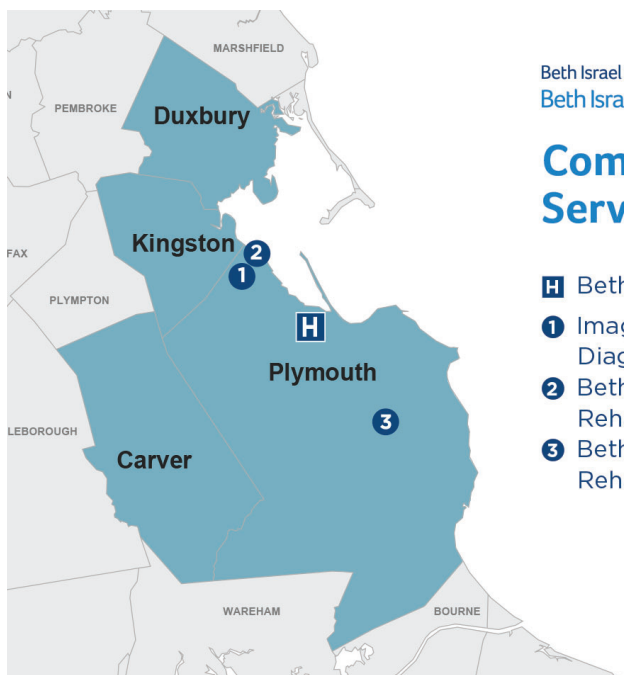 MARSHFIELD
PEMBROKE
Duxbury
Kingston
2
1
FAX
PLYMPTON
H
Plymouth
3
LEBOROUGH
Carver
WAREHAM
BOURNE
Beth Israel
Beth Isra
Com
Serv
H Beth
1 Imag
Diag
2 Beth
Reh
3 Beth
Reh